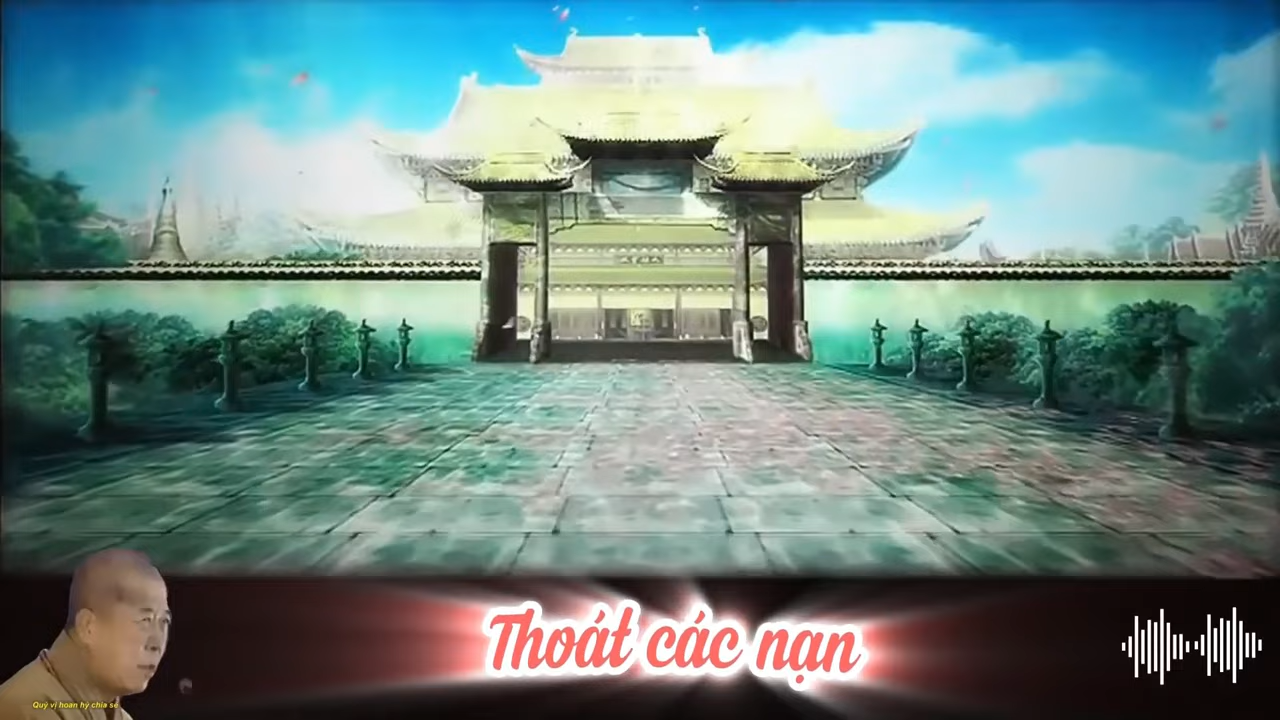 Thoát các nạn
Quý vị hoan hỷ chia sẻ